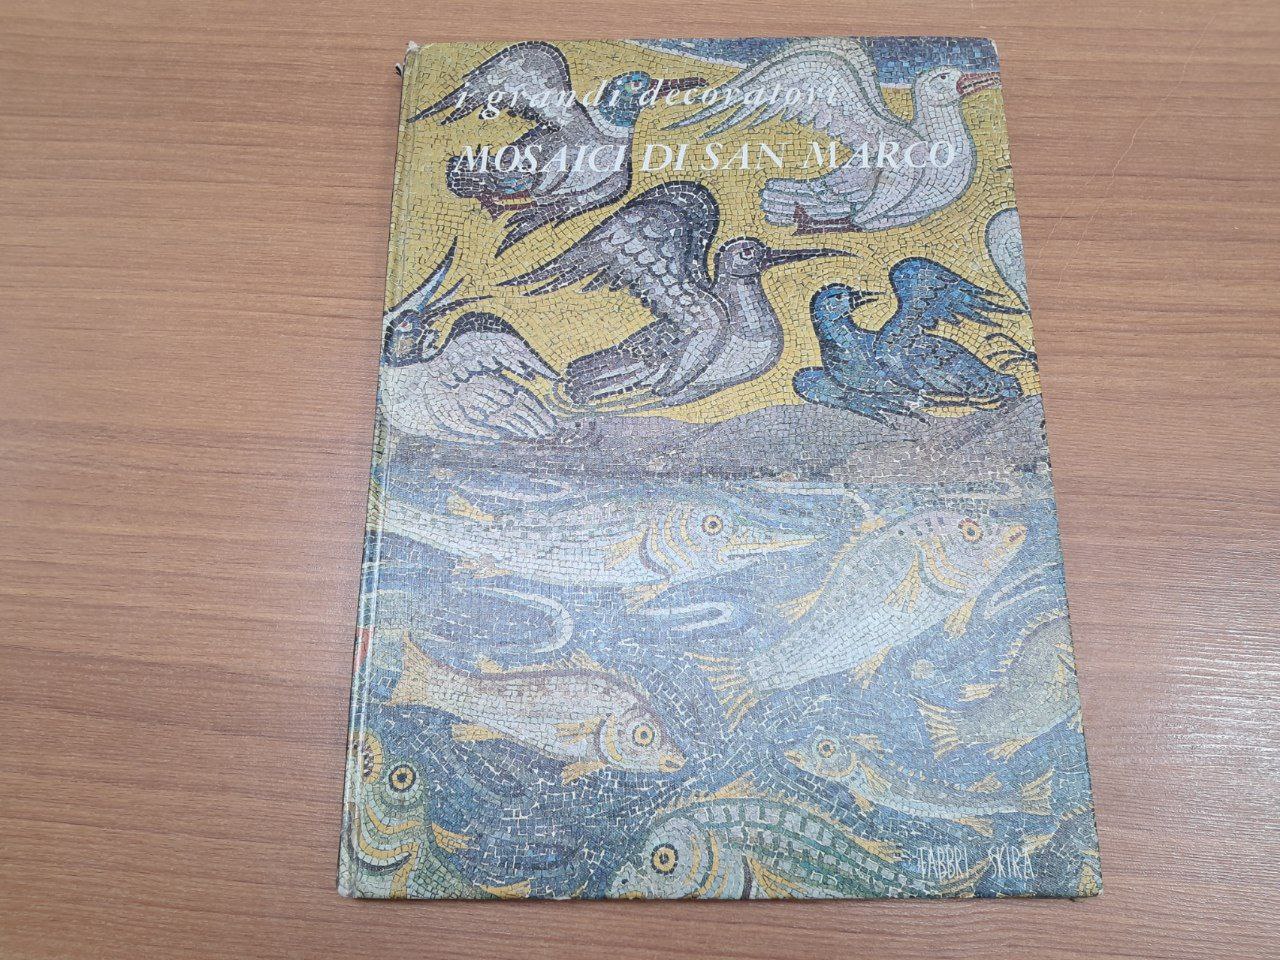 i grandi decoratori
MOSAICI DI SAN MARCO
FABBRI SKIRA